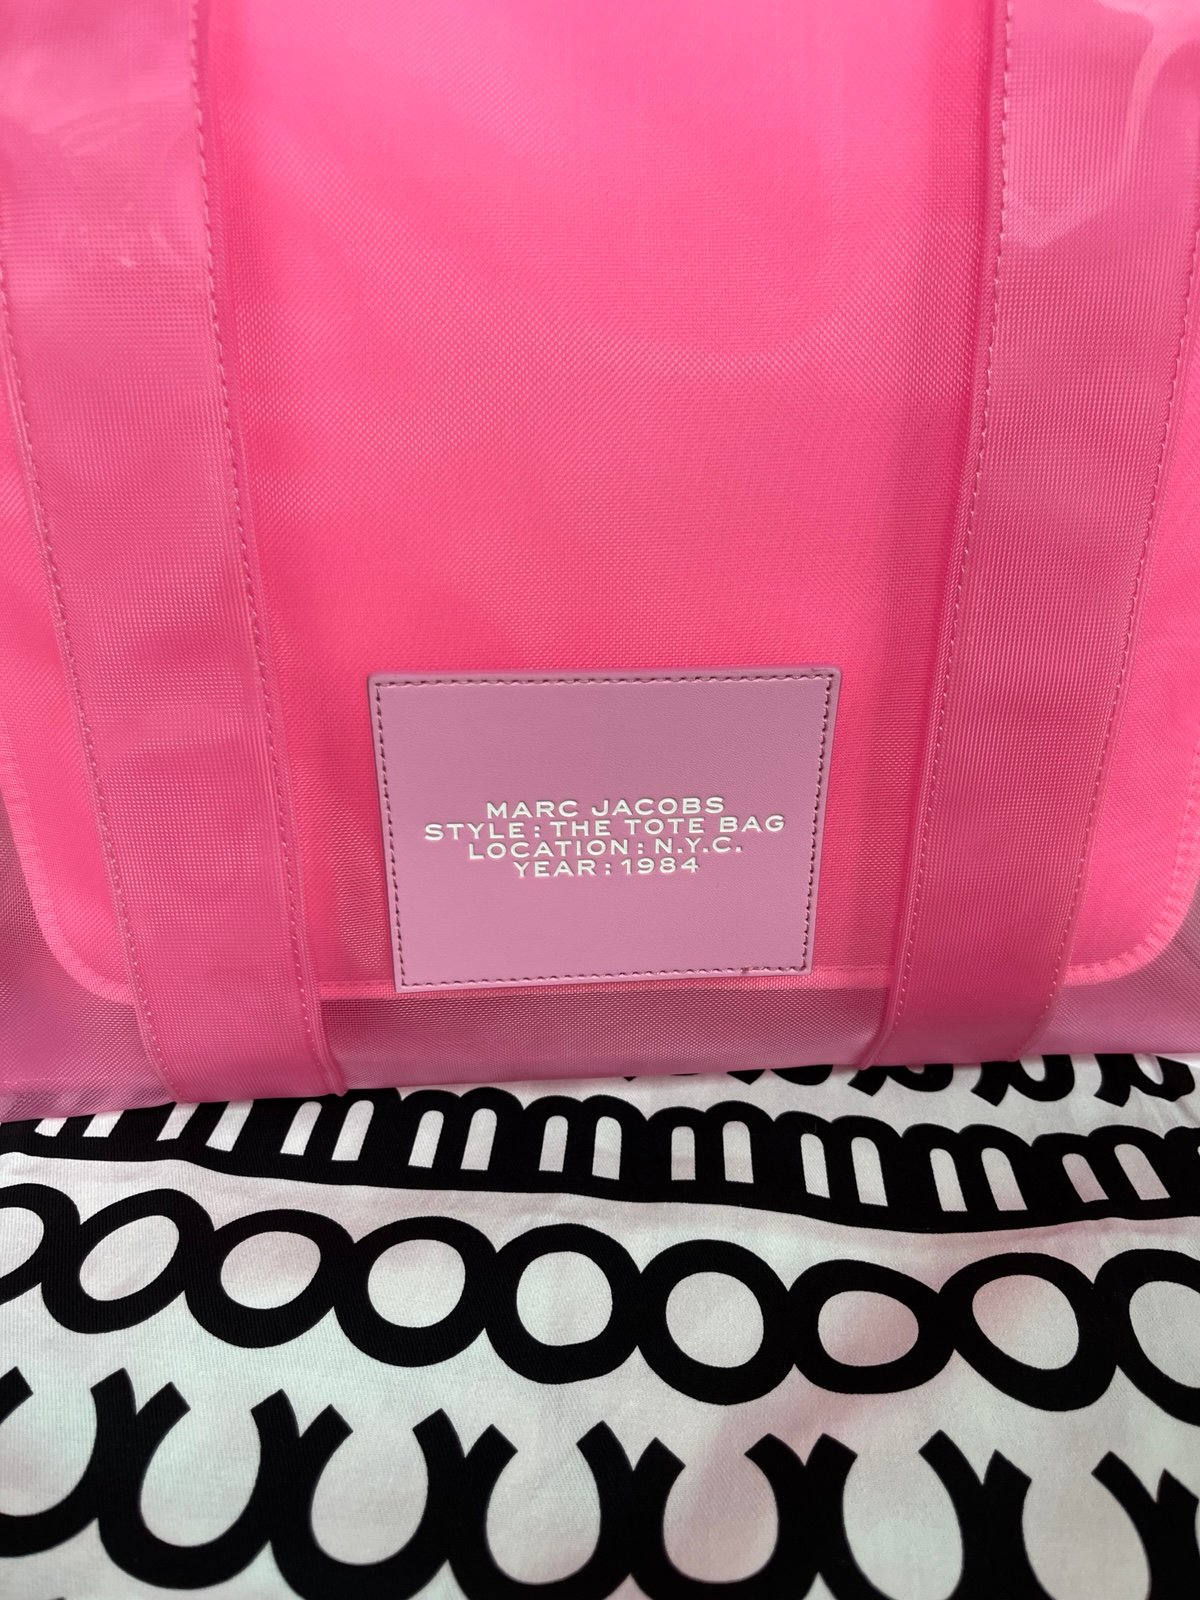 MARC JACOBS
STYLE: THE TOTE BAG
LOCATION: N.Y.C.
YEAR: 1984